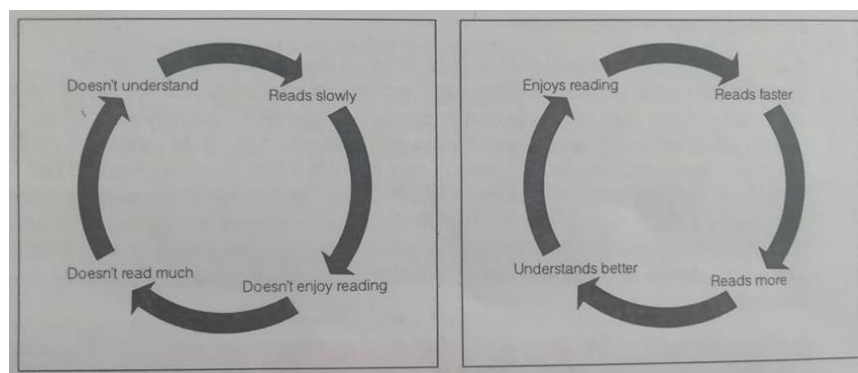 Doesn't understand
Reads slowly
Doesn't enjoy reading
Doesn't read much
Enjoys reading
Reads faster
Reads more
Understands better